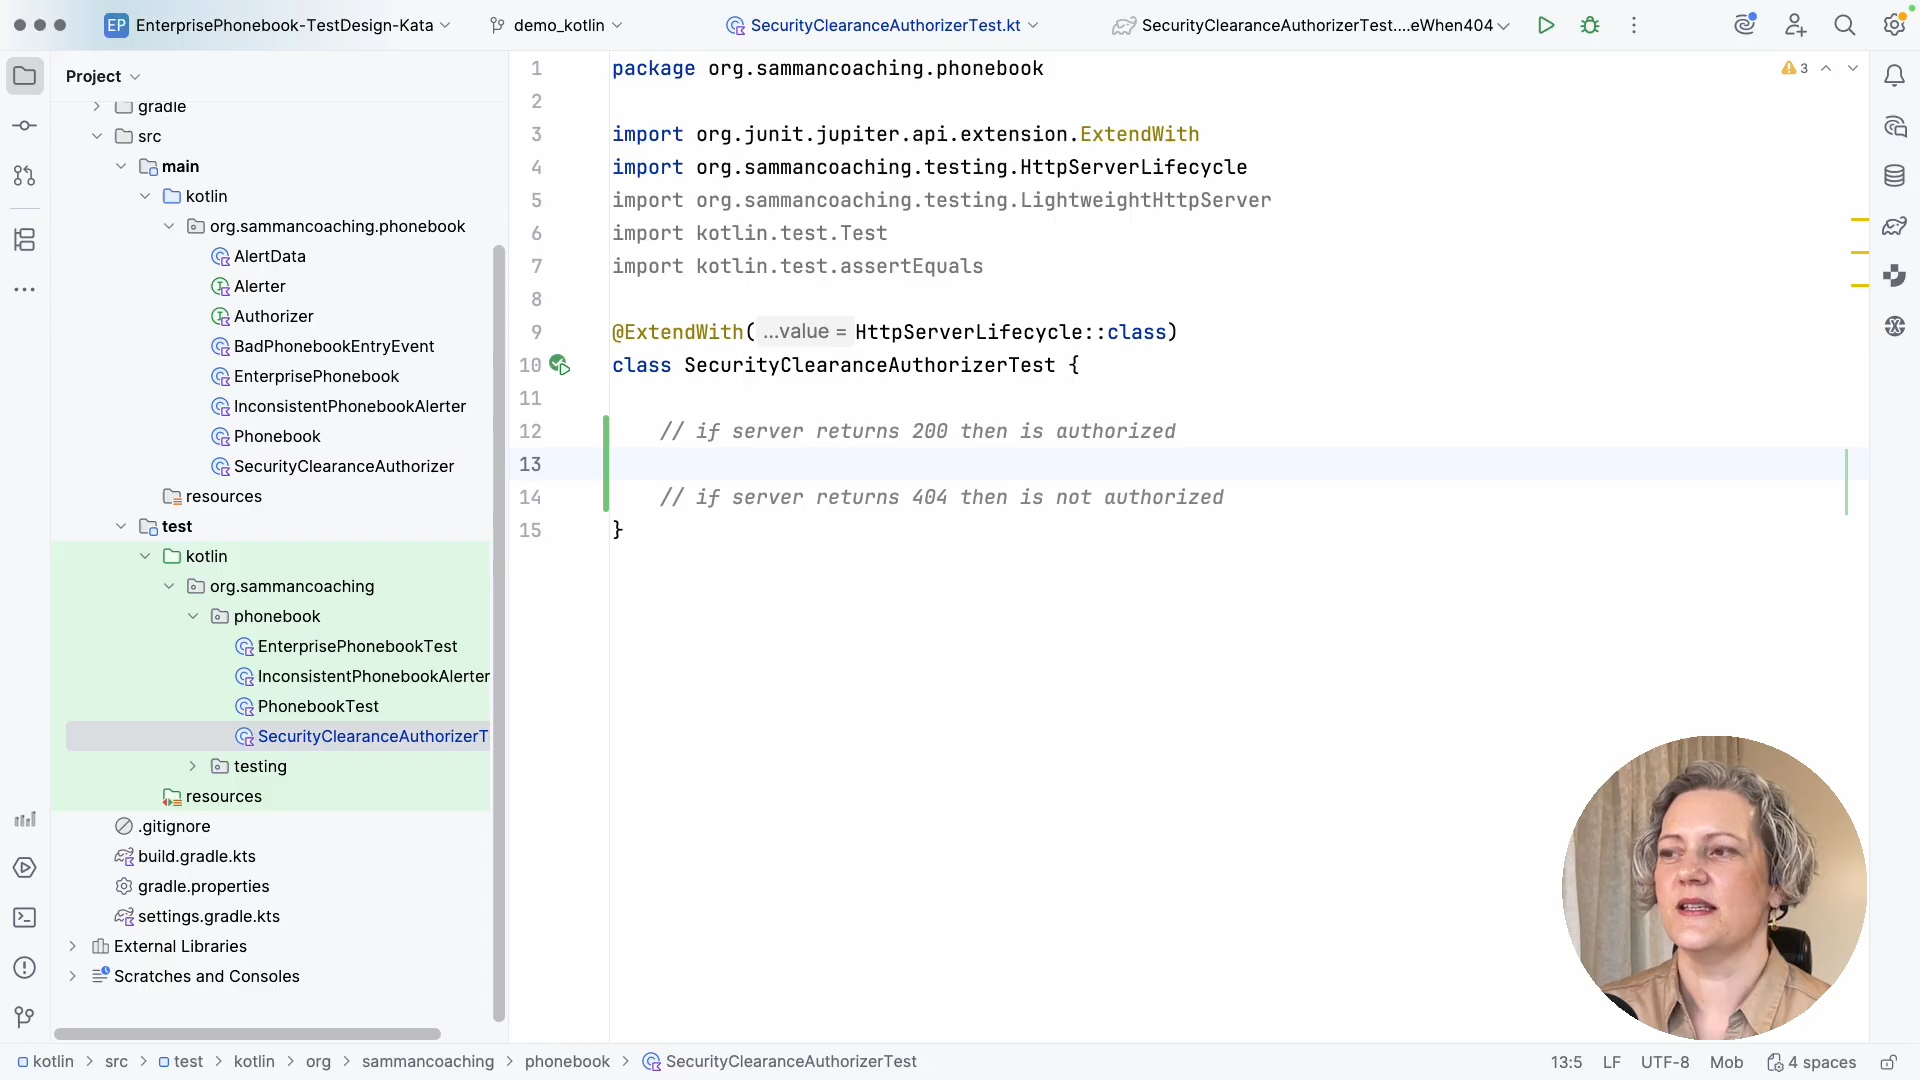 EP EnterprisePhonebook-TestDesign-Kata demo_kotlin SecurityClearanceAuthorizerTest.kt SecurityClearanceAuthorizerTest....eWhen404
Project
gradle
src
main
kotlin
org.sammancoaching.phonebook
AlertData
Alerter
Authorizer
BadPhonebookEntryEvent
EnterprisePhonebook
InconsistentPhonebookAlerter
Phonebook
SecurityClearanceAuthorizer
resources
test
kotlin
org.sammancoaching
phonebook
EnterprisePhonebookTest
InconsistentPhonebookAlerter
PhonebookTest
SecurityClearanceAuthorizerT
testing
resources
.gitignore
build.gradle.kts
gradle.properties
settings.gradle.kts
External Libraries
Scratches and Consoles
1 package org.sammancoaching.phonebook
3
2
3 import org.junit.jupiter.api.extension.ExtendWith
4 import org.sammancoaching.testing.HttpServerLifecycle
5 import org.sammancoaching.testing.LightweightHttpServer
6 import kotlin.test.Test
7 import kotlin.test.assertEquals
8
9 @ExtendWith( ...value = HttpServerLifecycle::class)
10 class SecurityClearanceAuthorizerTest {
11
12 // if server returns 200 then is authorized
13
14 // if server returns 404 then is not authorized
15 }
kotlin > src > test > kotlin > org > sammancoaching > phonebook > SecurityClearanceAuthorizerTest
13:5 LF UTF-8 Mob 4 spaces